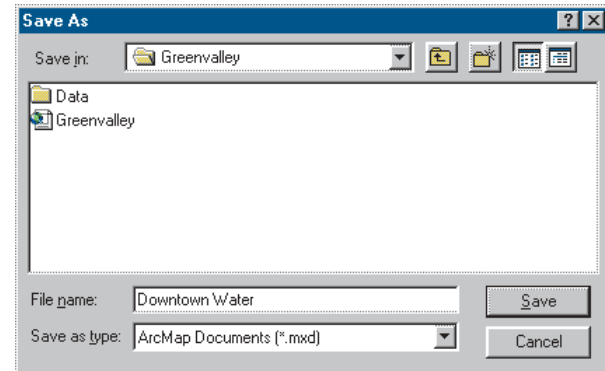 Save As
Save in: Greenvalley
Data
Greenvalley
File name: Downtown Water Save
Save as type: ArcMap Documents (*.mxd) Cancel